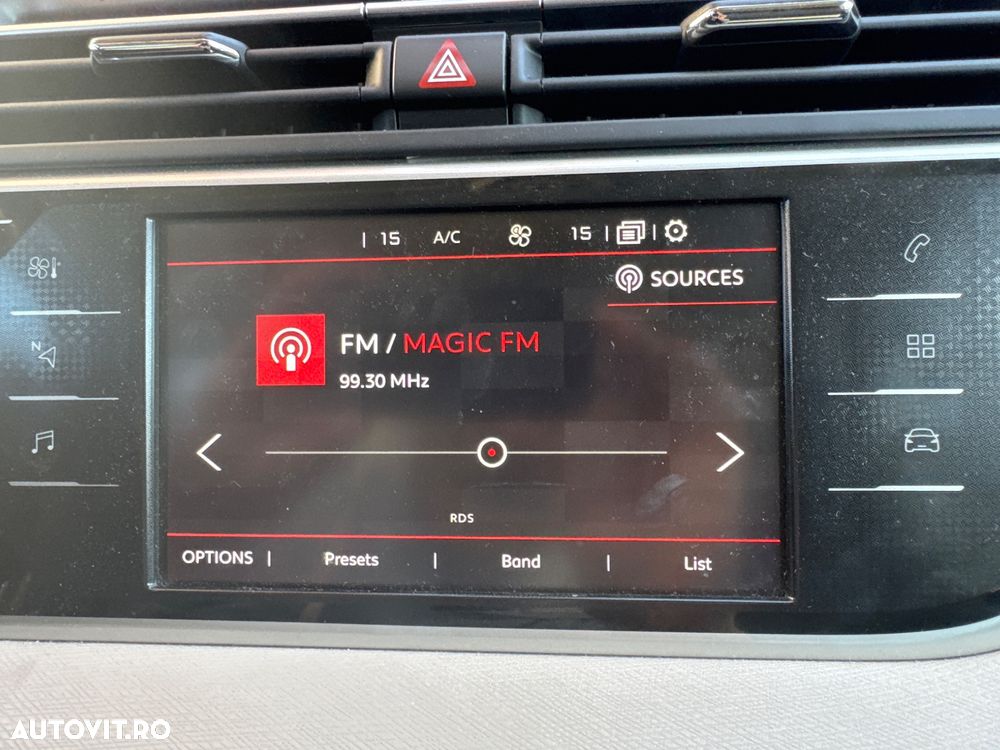 | 15 A/C 15 | |
SOURCES
FM / MAGIC FM
99.30 MHz
N
RDS
OPTIONS | Presets | Band | List
AUTOVIT.RO